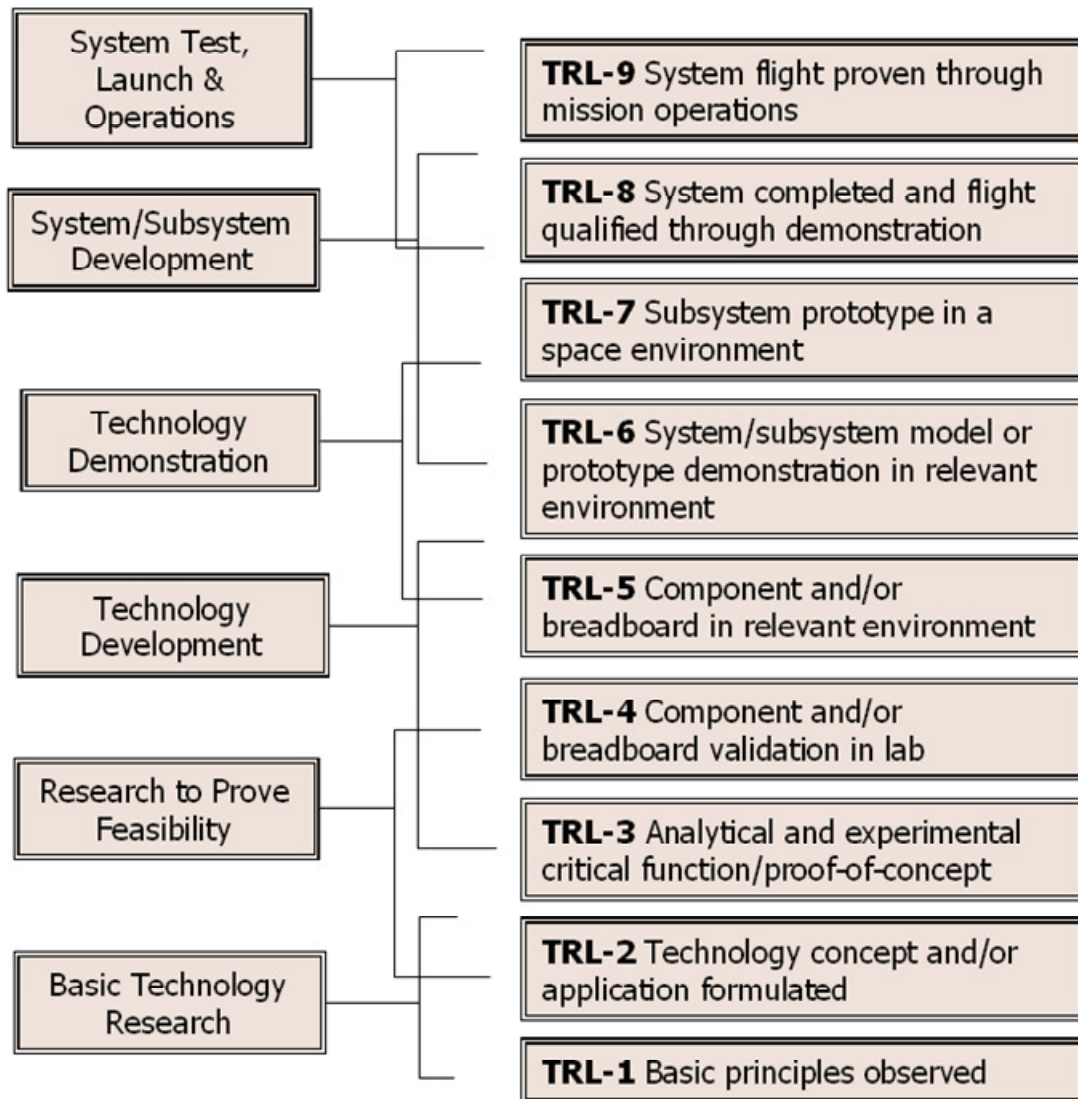 System Test,
Launch &
Operations
System/Subsystem
Development
Technology
Demonstration
Technology
Development
Research to Prove
Feasibility
Basic Technology
Research
TRL-9 System flight proven through
mission operations
TRL-8 System completed and flight
qualified through demonstration
TRL-7 Subsystem prototype in a
space environment
TRL-6 System/subsystem model or
prototype demonstration in relevant
environment
TRL-5 Component and/or
breadboard in relevant environment
TRL-4 Component and/or
breadboard validation in lab
TRL-3 Analytical and experimental
critical function/proof-of-concept
TRL-2 Technology concept and/or
application formulated
TRL-1 Basic principles observed